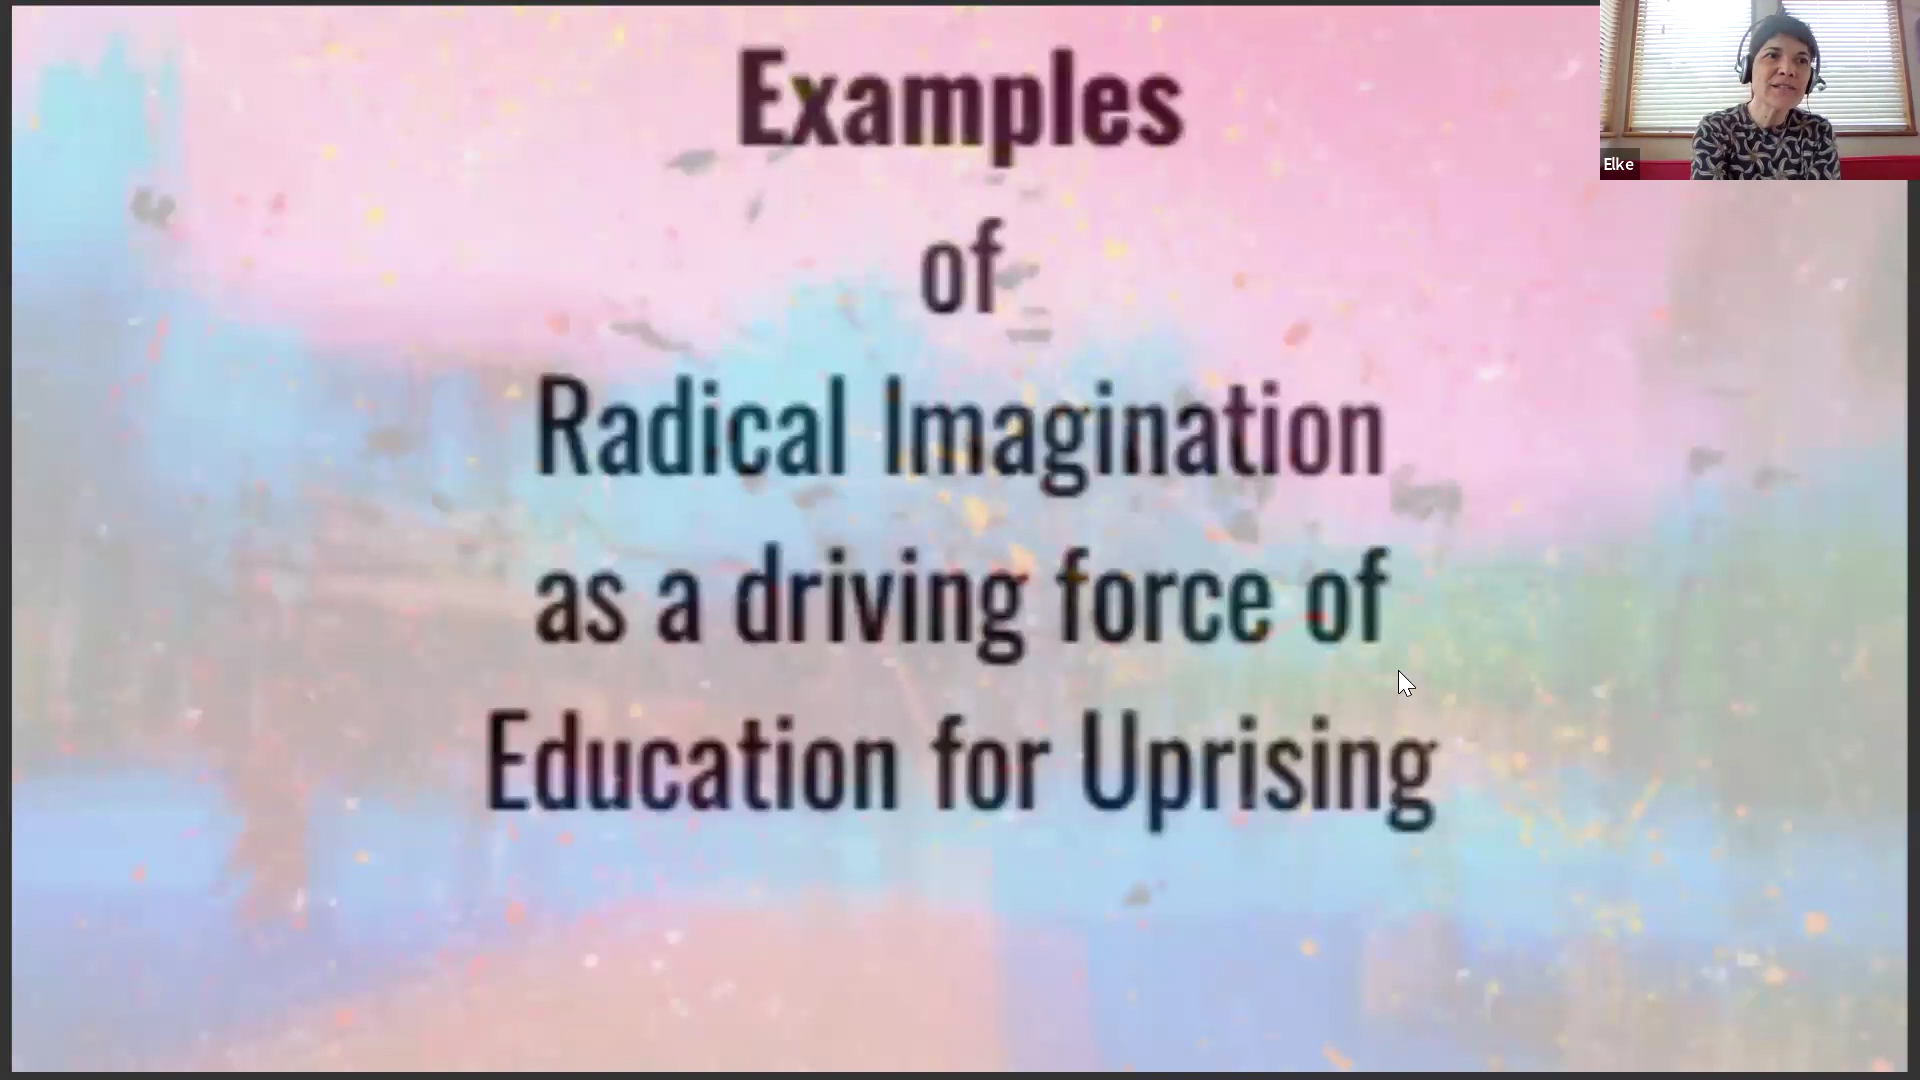 Examples
of
Radical Imagination
as a driving force of
Education for Uprising
Elke